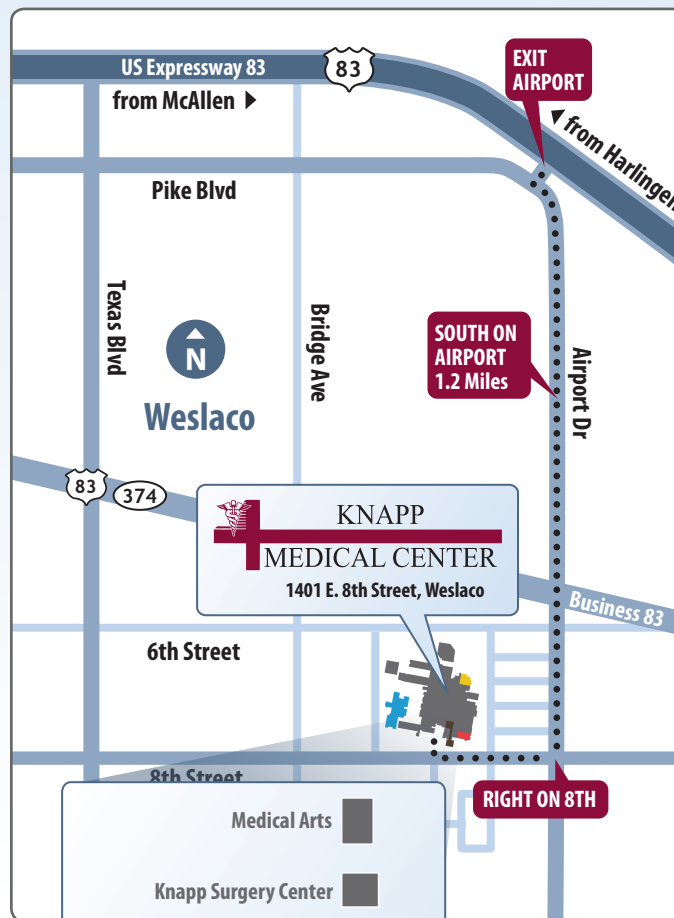 US Expressway 83
83
EXIT
AIRPORT
from McAllen
from Harlingen
Pike Blvd
Texas Blvd
Bridge Ave
N
Weslaco
SOUTH ON
AIRPORT
1.2 Miles
Airport Dr
83
374
KNAPP
MEDICAL CENTER
1401 E. 8th Street, Weslaco
Business 83
6th Street
8th Street
RIGHT ON 8TH
Medical Arts
Knapp Surgery Center